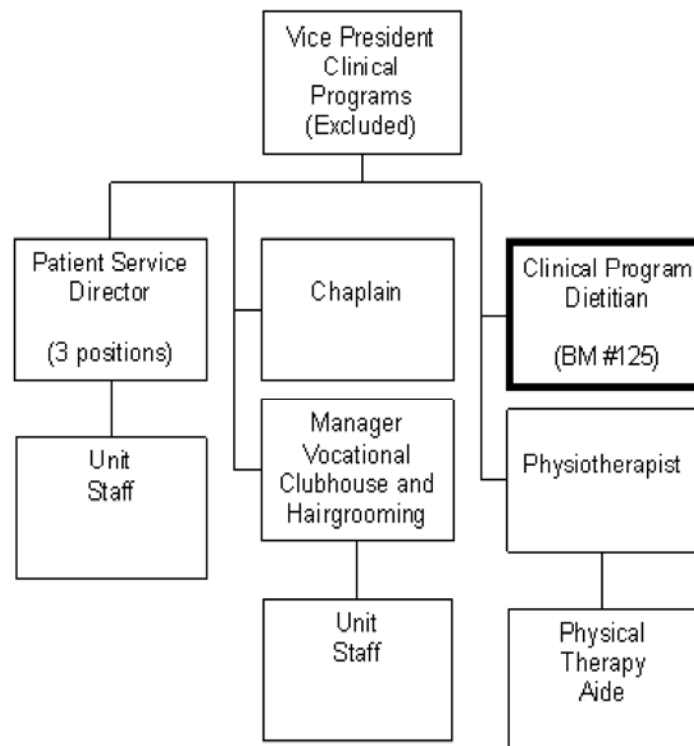 Vice President
Clinical
Programs
(Excluded)
Patient Service
Director
(3 positions)
Chaplain
Clinical Program
Dietitian
(BM #125)
Unit
Staff
Manager
Vocational
Clubhouse and
Hairgrooming
Physiotherapist
Unit
Staff
Physical
Therapy
Aide